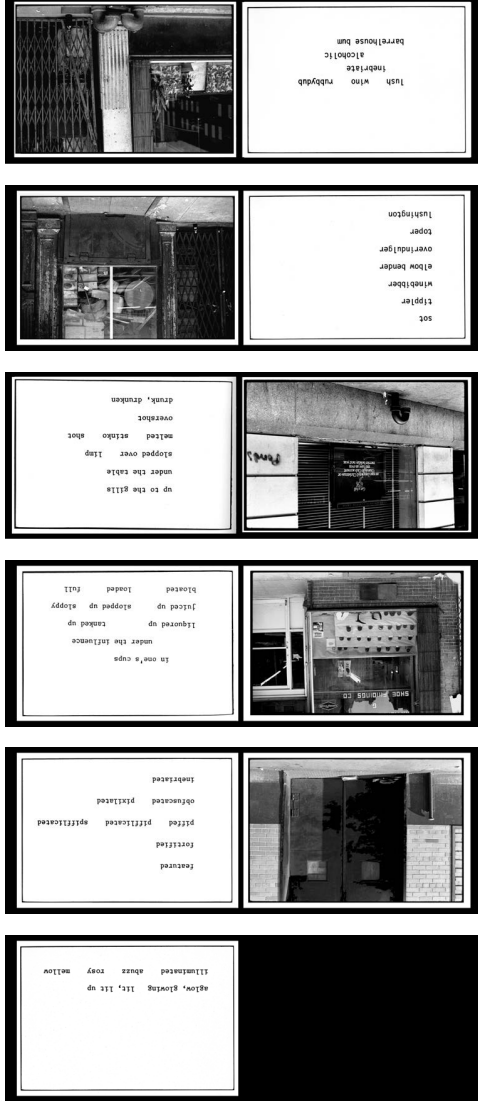 aglow, glowing lit, lit up
illuminated abuzz rosy mellow
featured
fortified
piffed pifflicated spifflicated
obfuscated pixilated
inebriated
G
SHOE FINDINGS CO
in one's cups
under the influence
liquored up tanked up
juiced up slopped up sloppy
bloated loaded full
up to the gills
under the table
slopped over limp
melted stinko shot
overshot
drunk, drunken
sot
tippler
winebibber
elbow bender
overindulger
toper
lushington
lush wino rubbydub
inebriate
alcoholic
barrelhouse bum